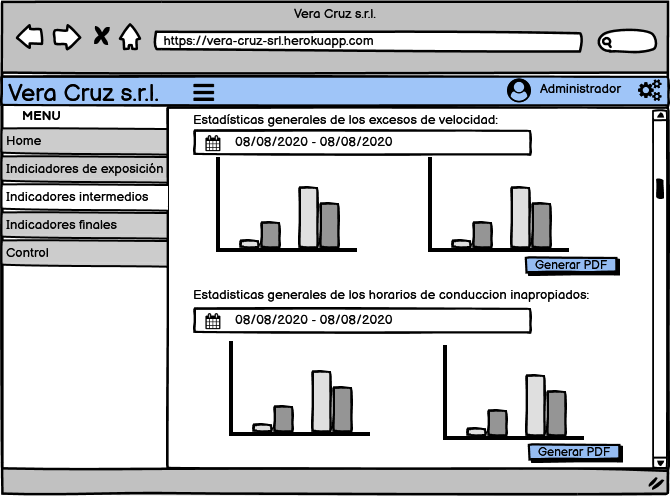 Vera Cruz s.r.l.
https://vera-cruz-srl.herokuapp.com
Vera Cruz s.r.l.
Administrador
MENU
Home
Indiciadores de exposición
Indicadores intermedios
Indicadores finales
Control
Estadísticas generales de los excesos de velocidad:
08/08/2020 - 08/08/2020
Generar PDF
Estadisticas generales de los horarios de conduccion inapropiados:
08/08/2020 - 08/08/2020
Generar PDF